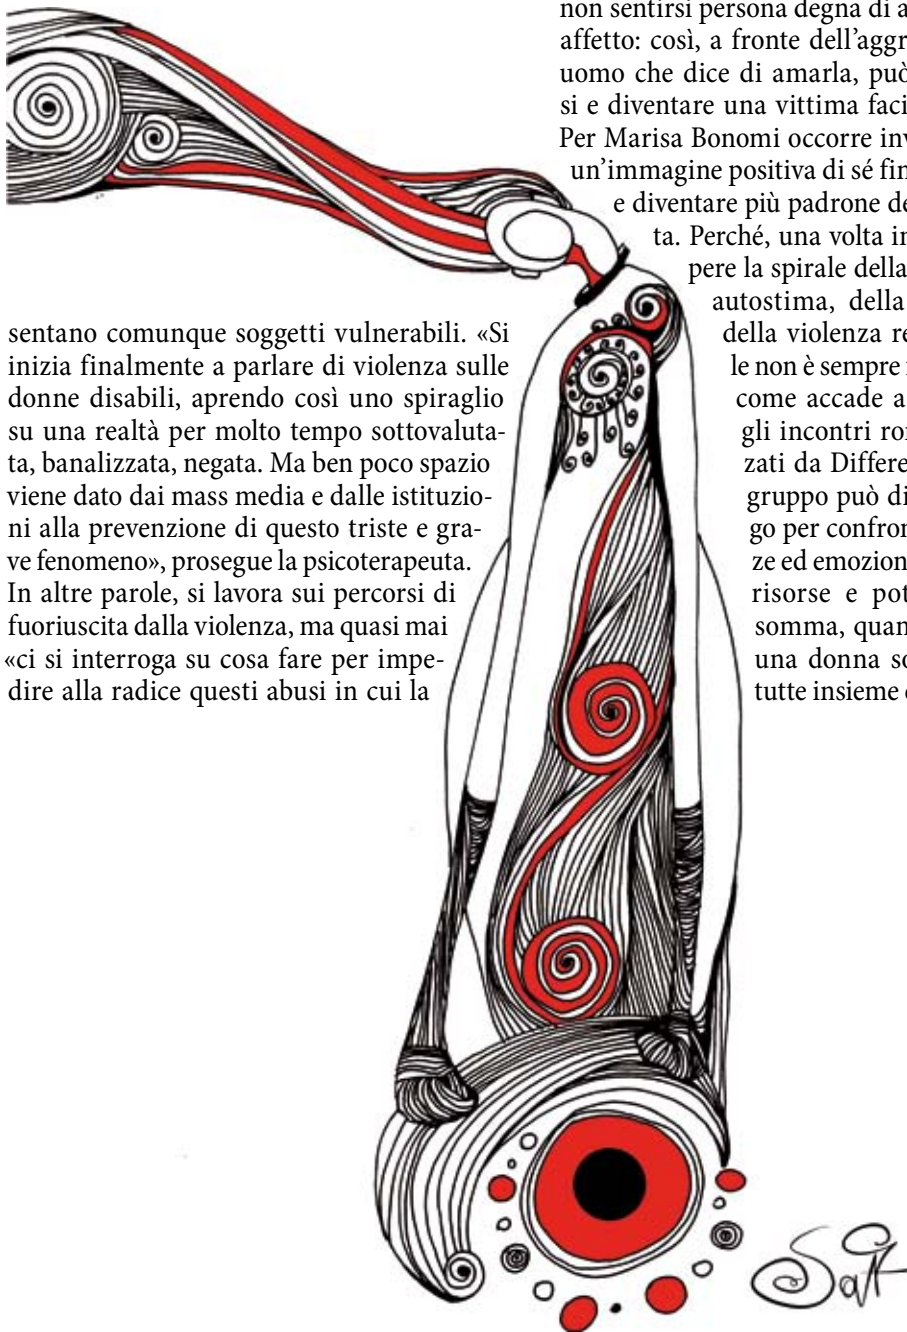 sentano comunque soggetti vulnerabili. «Si
inizia finalmente a parlare di violenza sulle
donne disabili, aprendo così uno spiraglio
su una realtà per molto tempo sottovaluta-
ta, banalizzata, negata. Ma ben poco spazio
viene dato dai mass media e dalle istituzio-
ni alla prevenzione di questo triste e gra-
ve fenomeno», prosegue la psicoterapeuta.
In altre parole, si lavora sui percorsi di
fuoriuscita dalla violenza, ma quasi mai
«ci si interroga su cosa fare per impe-
dire alla radice questi abusi in cui la
non sentirsi persona degna di a
affetto: così, a fronte dell’aggr
uomo che dice di amarla, può
si e diventare una vittima faci
Per Marisa Bonomi occorre inv
un’immagine positiva di sé fin
e diventare più padrone de
ta. Perché, una volta in
pere la spirale della
autostima, della
della violenza re
le non è sempre
come accade a
gli incontri ro
zati da Differe
gruppo può di
go per confron
ze ed emozion
risorse e pot
somma, quan
una donna so
tutte insieme